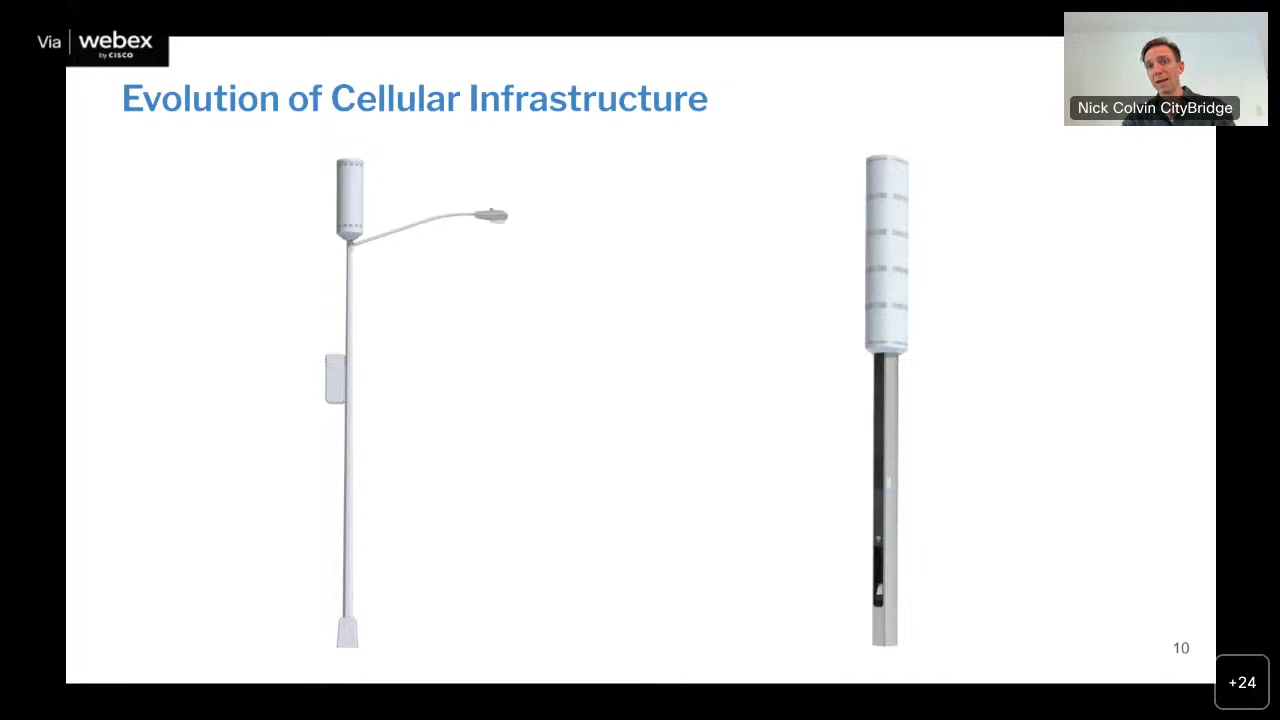 Via webex
by CISCO
Evolution of Cellular Infrastructure
Nick Colvin CityBridge
10
+24